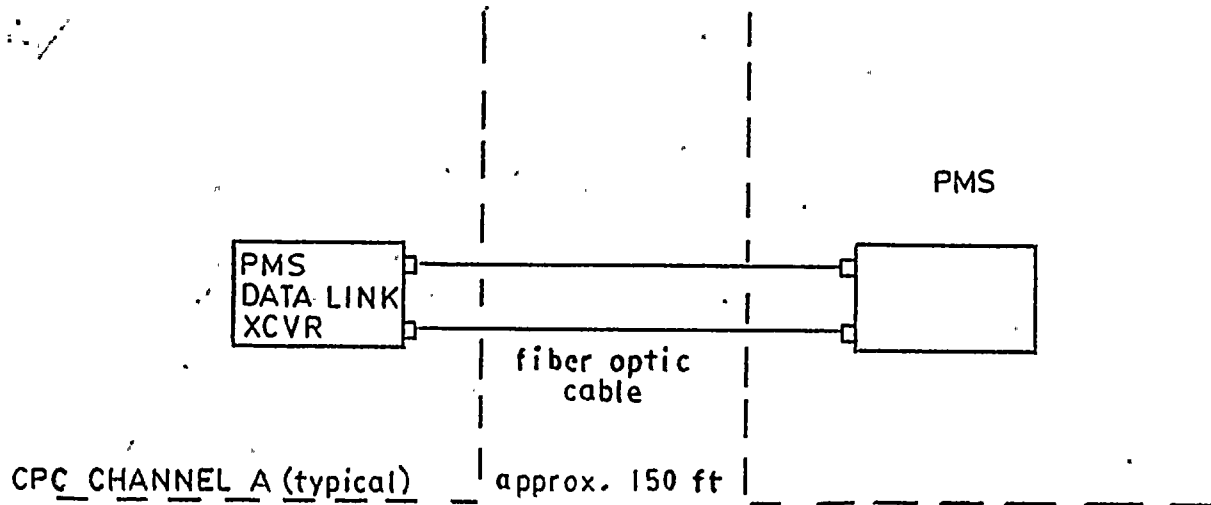 PMS
PMS
DATA LINK
XCVR
fiber optic
cable
CPC CHANNEL A (typical)
approx. 150 ft